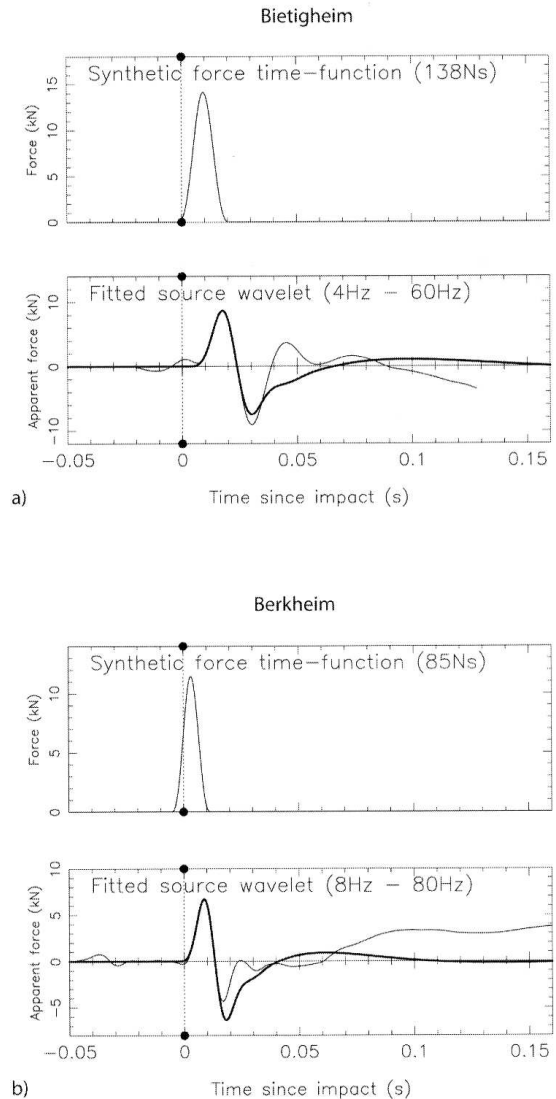 Bietigheim
Synthetic force time-function (138Ns)
Force (kN)
15
10
5
0
Fitted source wavelet (4Hz – 60Hz)
Apparent force (kN)
10
0
-10
-0.05 0 0.05 0.1 0.15
Time since impact (s)
a)
Berkheim
Synthetic force time-function (85Ns)
Force (kN)
10
5
0
Fitted source wavelet (8Hz – 80Hz)
Apparent force (kN)
10
5
0
-5
-0.05 0 0.05 0.1 0.15
Time since impact (s)
b)